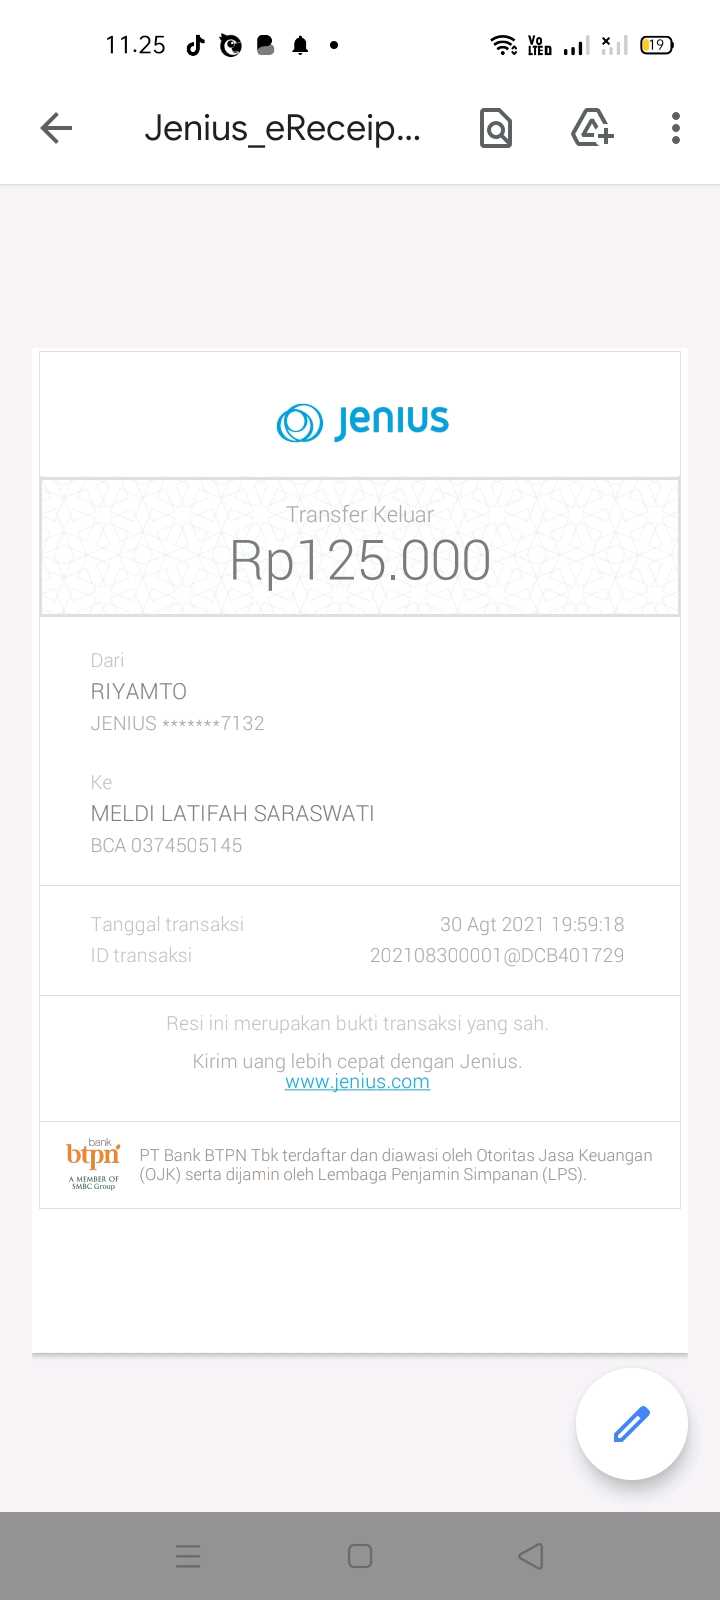 11.25
VO
LTED
19
Jenius_eReceip...
jenius
Transfer Keluar
Rp125.000
Dari
RIYAMTO
JENIUS *******7132
Ke
MELDI LATIFAH SARASWATI
BCA 0374505145
Tanggal transaksi 30 Agt 2021 19:59:18
ID transaksi 202108300001@DCB401729
Resi ini merupakan bukti transaksi yang sah.
Kirim uang lebih cepat dengan Jenius.
www.jenius.com
bank
btpn
A MEMBER OF
SMBC Group
PT Bank BTPN Tbk terdaftar dan diawasi oleh Otoritas Jasa Keuangan
(OJK) serta dijamin oleh Lembaga Penjamin Simpanan (LPS).